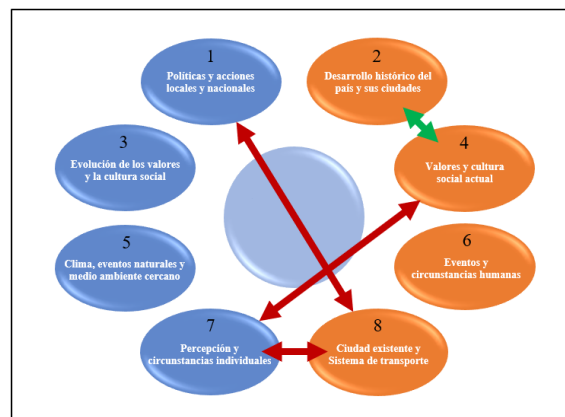 1
Políticas y acciones
locales y nacionales
2
Desarrollo histórico del
país y sus ciudades
3
Evolución de los valores
y la cultura social
4
Valores y cultura
social actual
5
Clima, eventos naturales y
medio ambiente cercano
6
Eventos y
circunstancias humanas
7
Percepción y
circunstancias individuales
8
Ciudad existente y
Sistema de transporte